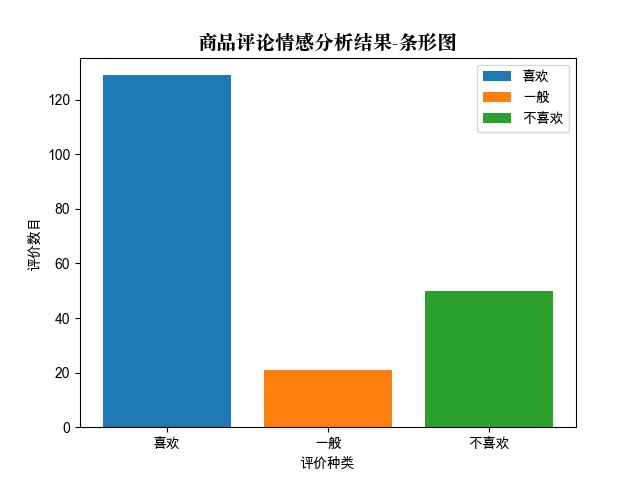 商品评论情感分析结果-条形图
喜欢
一般
不喜欢
评价数目
120
100
80
60
40
20
0
喜欢
一般
不喜欢
评价种类